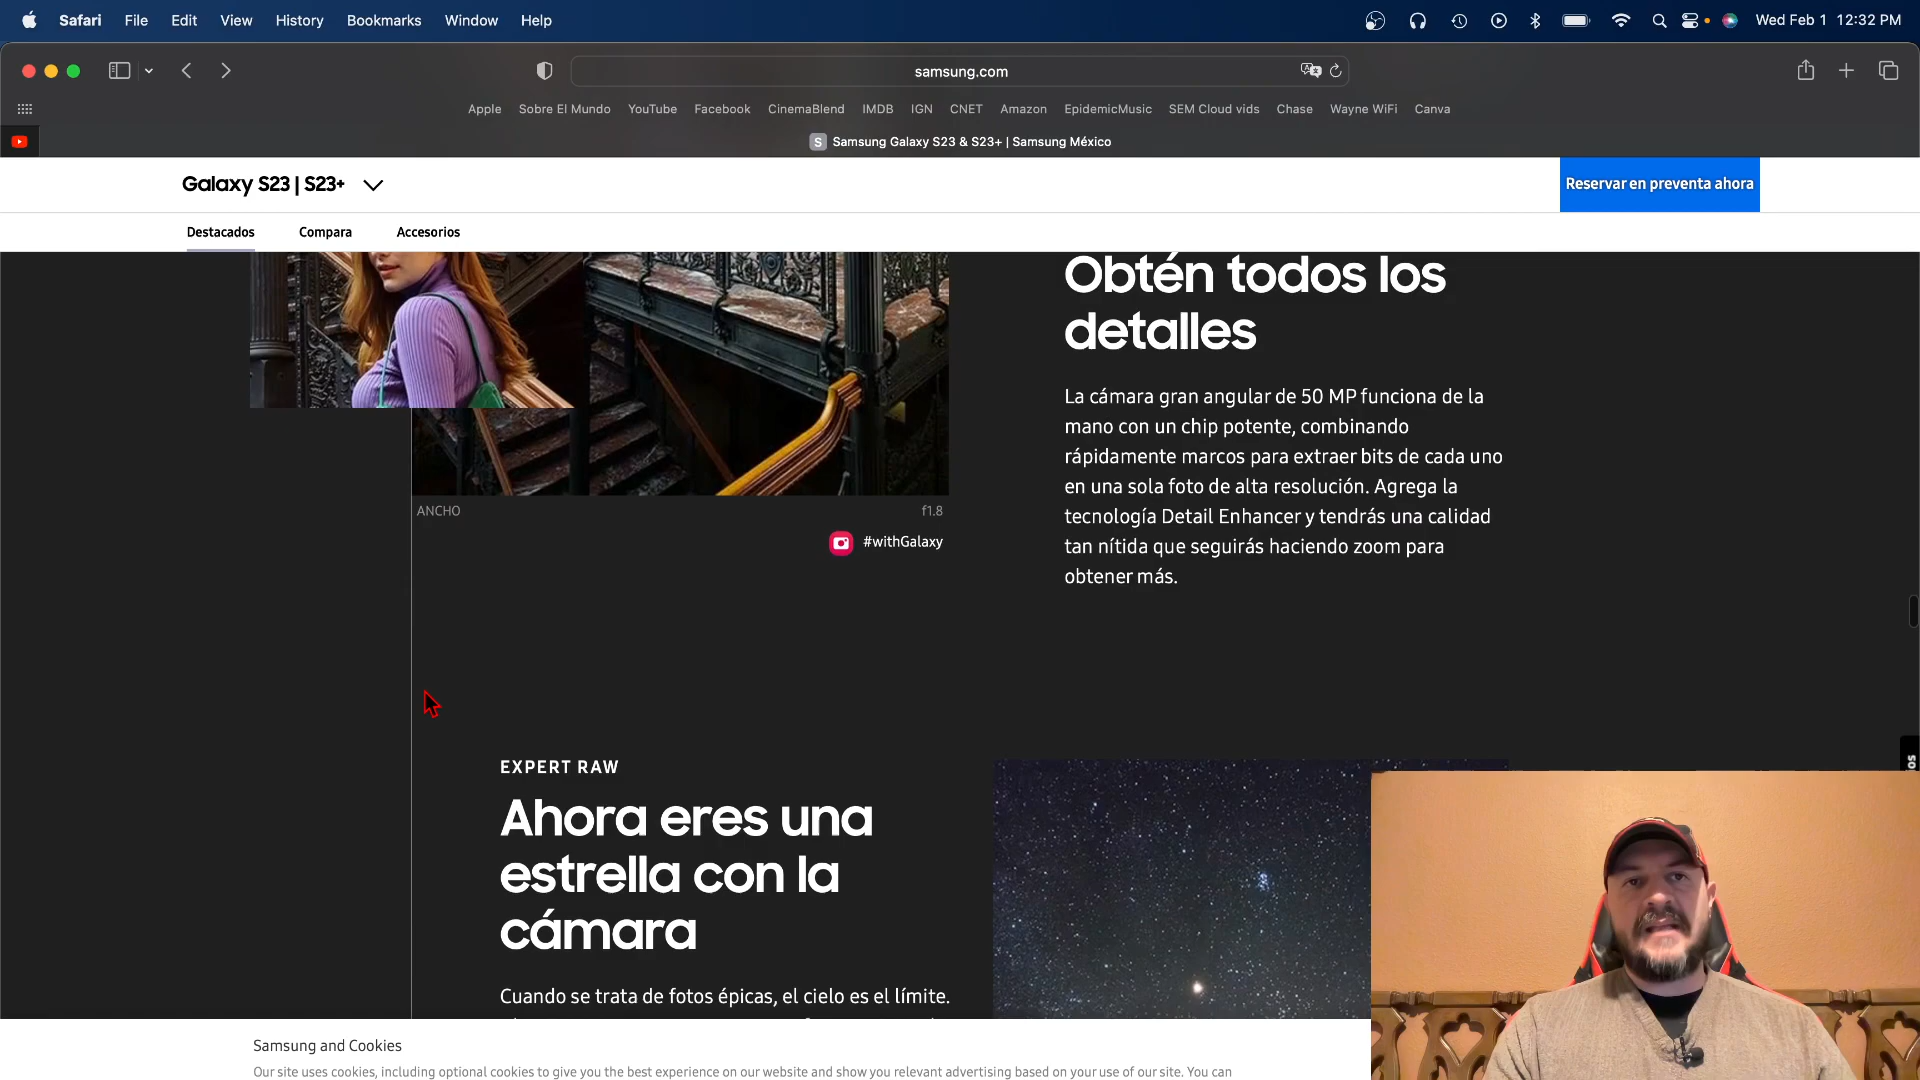 Safari File Edit View History Bookmarks Window Help
Wed Feb 1 12:32 PM
samsung.com
Apple Sobre El Mundo YouTube Facebook CinemaBlend IMDB IGN CNET Amazon EpidemicMusic SEM Cloud vids Chase Wayne WiFi Canva
S Samsung Galaxy S23 & S23+ | Samsung México
Galaxy S23 | S23+
Reservar en preventa ahora
Destacados Compara Accesorios
Obtén todos los
detalles
La cámara gran angular de 50 MP funciona de la
mano con un chip potente, combinando
rápidamente marcos para extraer bits de cada uno
en una sola foto de alta resolución. Agrega la
tecnología Detail Enhancer y tendrás una calidad
tan nítida que seguirás haciendo zoom para
obtener más.
ANCHO f1.8
#withGalaxy
EXPERT RAW
Ahora eres una
estrella con la
cámara
Cuando se trata de fotos épicas, el cielo es el límite.
Samsung and Cookies
Our site uses cookies, including optional cookies to give you the best experience on our website and show you relevant advertising based on your use of our site. You can